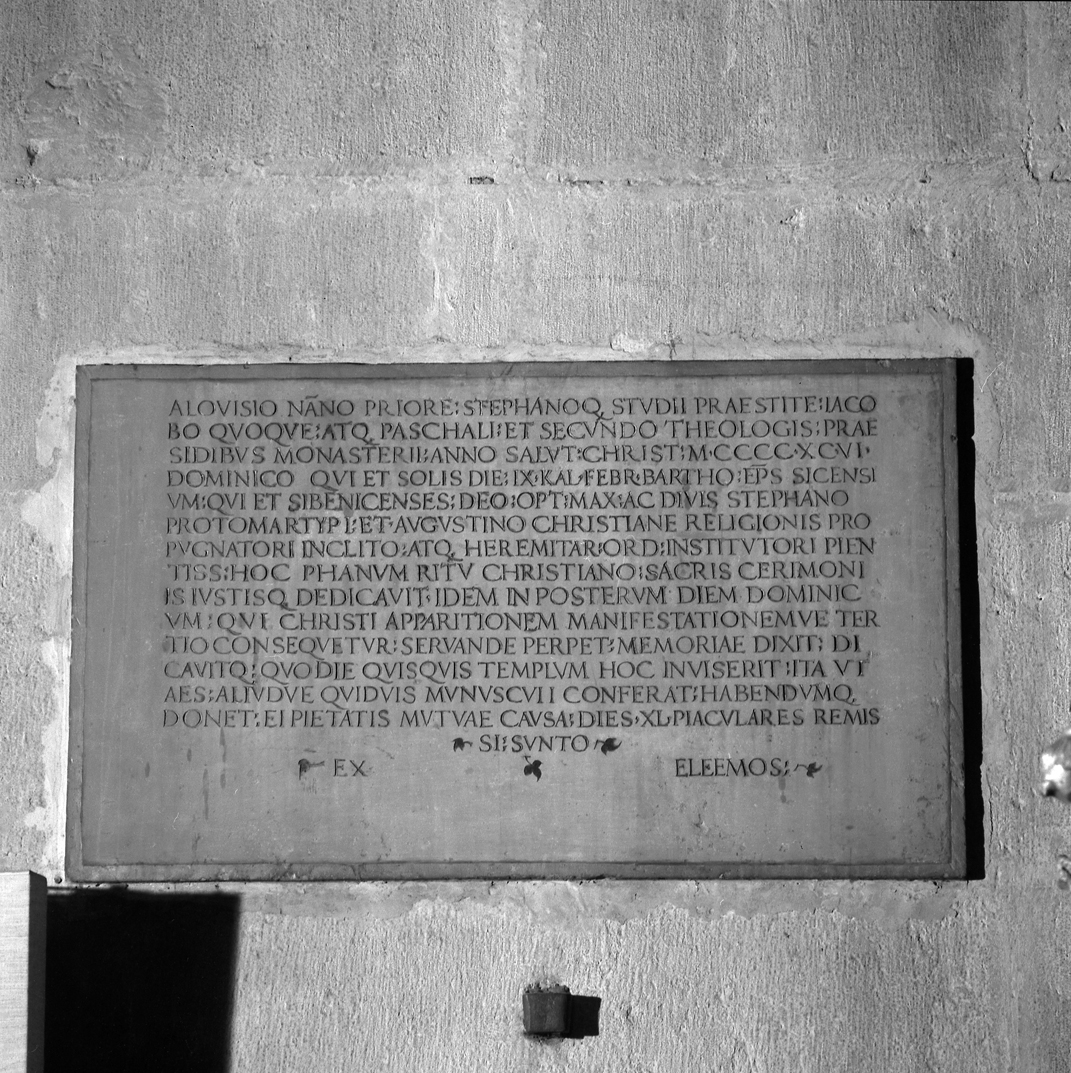 ALOVISIO NĀNO PRIORE⁝STEPHANOQ STVDII PRAESTITE⁝IACO
BO QVOQVE⁝ATQ PASCHALI⁝ET SECVNDO THEOLOGIS⁝PRAE
SIDIBVS MONASTERII⁝ANNO SALVT⁝CHRIST⁝M·CCCCC·XCVI·
DOMINICO QVI ET SOLIS DIE⁝IX·KAL·FEBR·BARTHO⁝EP̄S SICENSI
VM⁝QVI ET SIBENICENSES⁝DEO⁝OPT⁝MAX⁝AC DIVIS STEPHANO
PROTOMARTYRI⁝ET AVGVSTINO CHRISTIANE RELIGIONIS PRO
PVGNATORI INCLITO⁝ATQ HEREMITAR⁝ORD⁝INSTITVTORI PIEN
TISS⁝HOC PHANVM RITV CHRISTIANO⁝SACRIS CERIMONI
IS IVSTISQ DEDICAVIT⁝IDEM IN POSTERVM DIEM DOMINIC
VM⁝QVI CHRISTI APPARITIONEM MANIFESTATIONEMVE TER
TIO CONSEQVETVR⁝SERVANDE PERPET⁝MEMORIAE DIXIT⁝DI
CAVITQ⁝QVO DIE QVISQVIS TEMPLVM HOC INVISERIT⁝ITA VT
AES⁝ALIVDVE QVIDVIS MVNVSCVII CONFERAT⁝HABENDVMQ
DONET⁝EI PIETATIS MVTVAE CAVSA⁝DIES·XL·PIACVLARES REMIS
SI⁝SVNTO
EX ELEEMOS⁝